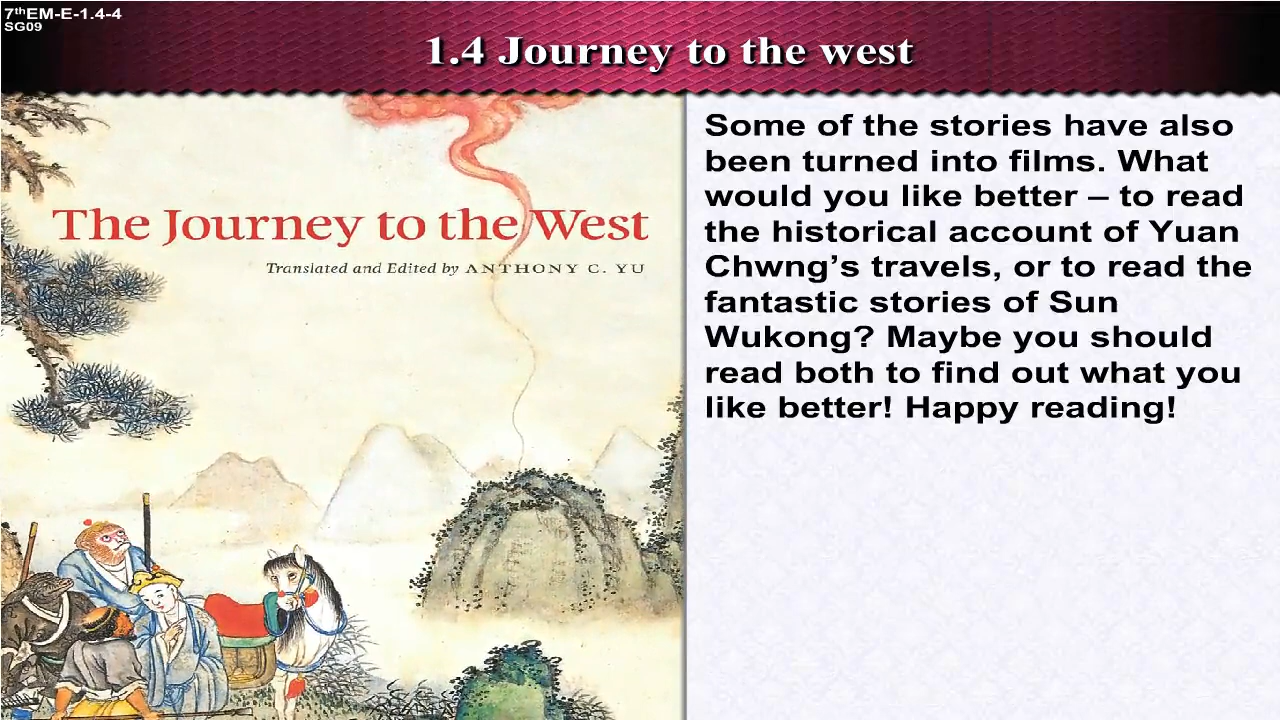 7thEM-E-1.4-4
SG09
1.4 Journey to the west
The Journey to the West
Translated and Edited by ANTHONY C. YU
Some of the stories have also
been turned into films. What
would you like better – to read
the historical account of Yuan
Chwng’s travels, or to read the
fantastic stories of Sun
Wukong? Maybe you should
read both to find out what you
like better! Happy reading!